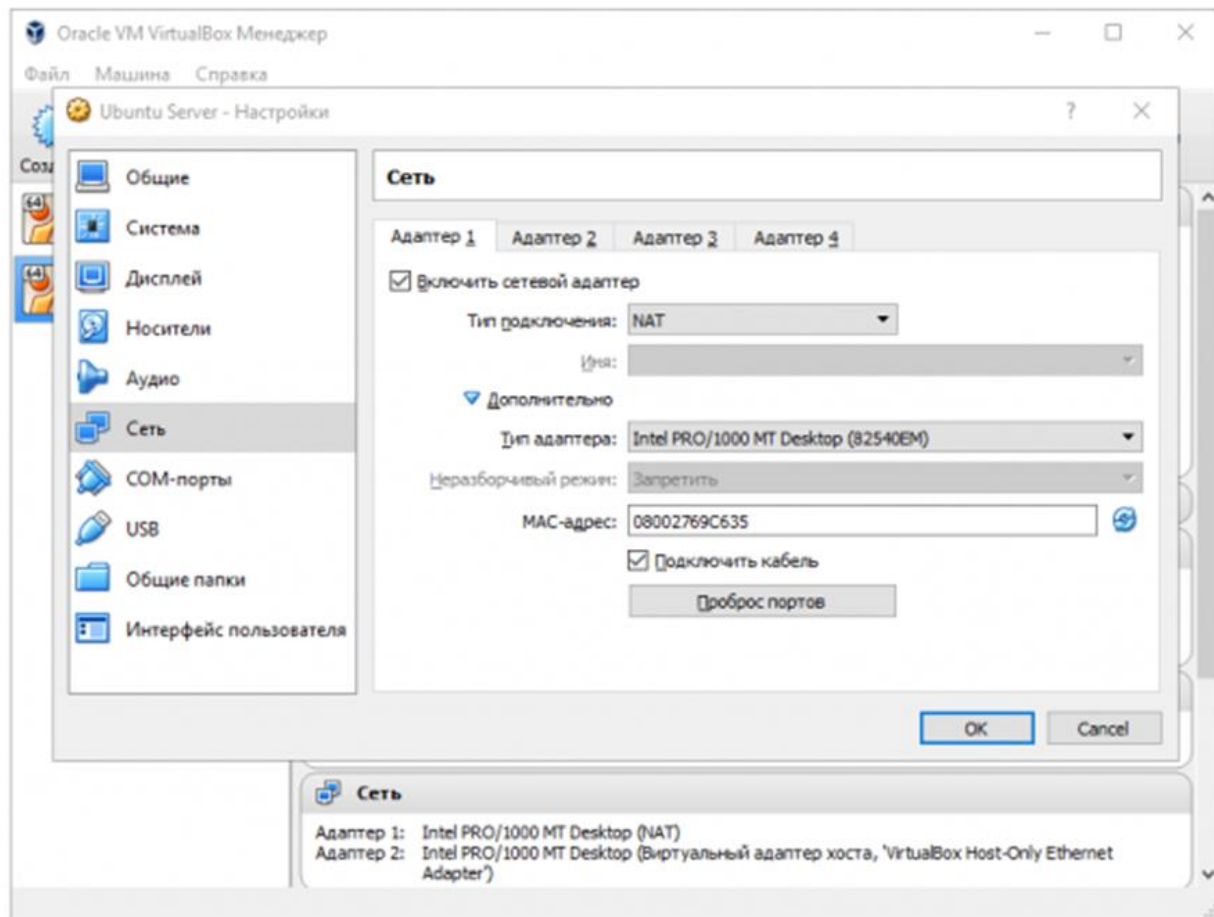 Oracle VM VirtualBox Менеджер
Файл Машина Справка
Ubuntu Server - Настройки
?
64
64
Общие
Система
Дисплей
Носители
Аудио
Сеть
COM-порты
USB
Общие папки
Интерфейс пользователя
Сеть
Адаптер 1 Адаптер 2 Адаптер 3 Адаптер 4
Включить сетевой адаптер
Тип подключения: NAT
Имя:
Дополнительно
Тип адаптера: Intel PRO/1000 MT Desktop (82540EM)
Неразборчивый режим: Запретить
MAC-адрес: 08002769C635
Подключить кабель
Проброс портов
OK Cancel
Сеть
Адаптер 1: Intel PRO/1000 MT Desktop (NAT)
Адаптер 2: Intel PRO/1000 MT Desktop (Виртуальный адаптер хоста, 'VirtualBox Host-Only Ethernet
Adapter')